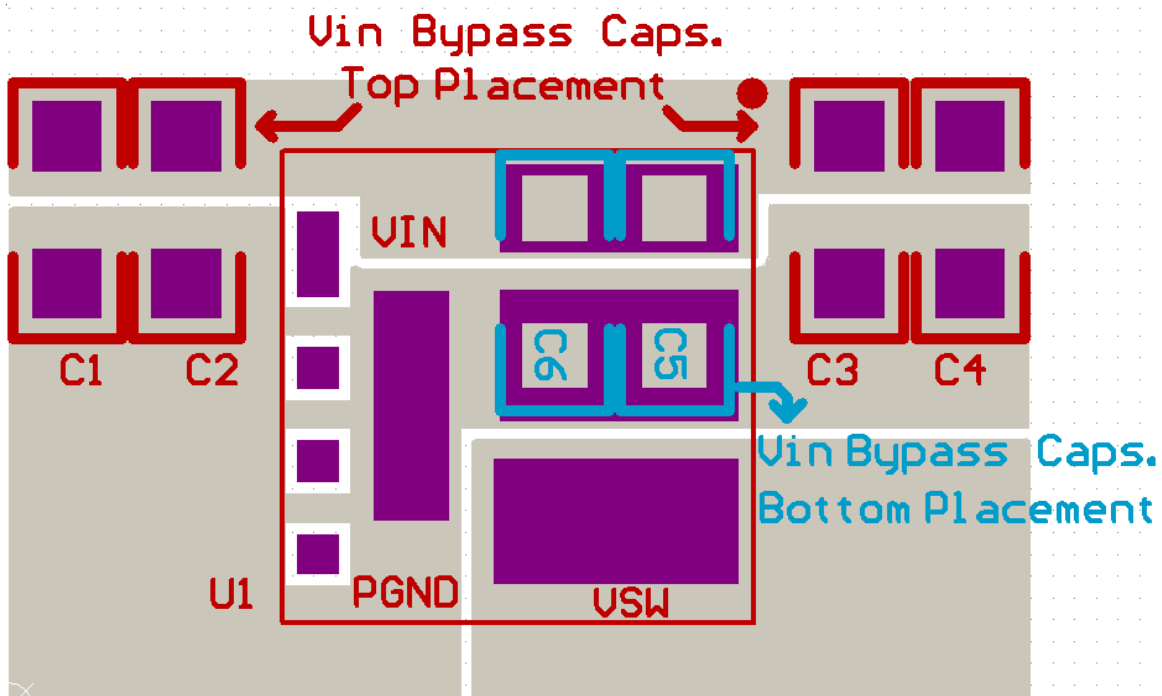 Vin Bypass Caps.
Top Placement
VIN
C6 C5
C1 C2 C3 C4
Vin Bypass Caps.
Bottom Placement
U1 PGND VSW